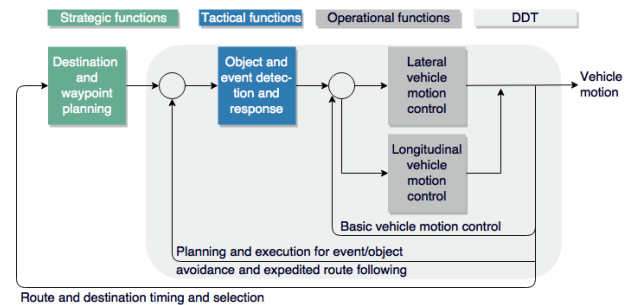 Strategic functions
Tactical functions
Operational functions
DDT
Destination
and
waypoint
planning
Object and
event detec-
tion and
response
Lateral
vehicle
motion
control
Vehicle
motion
Longitudinal
vehicle
motion
control
Basic vehicle motion control
Planning and execution for event/object
avoidance and expedited route following
Route and destination timing and selection